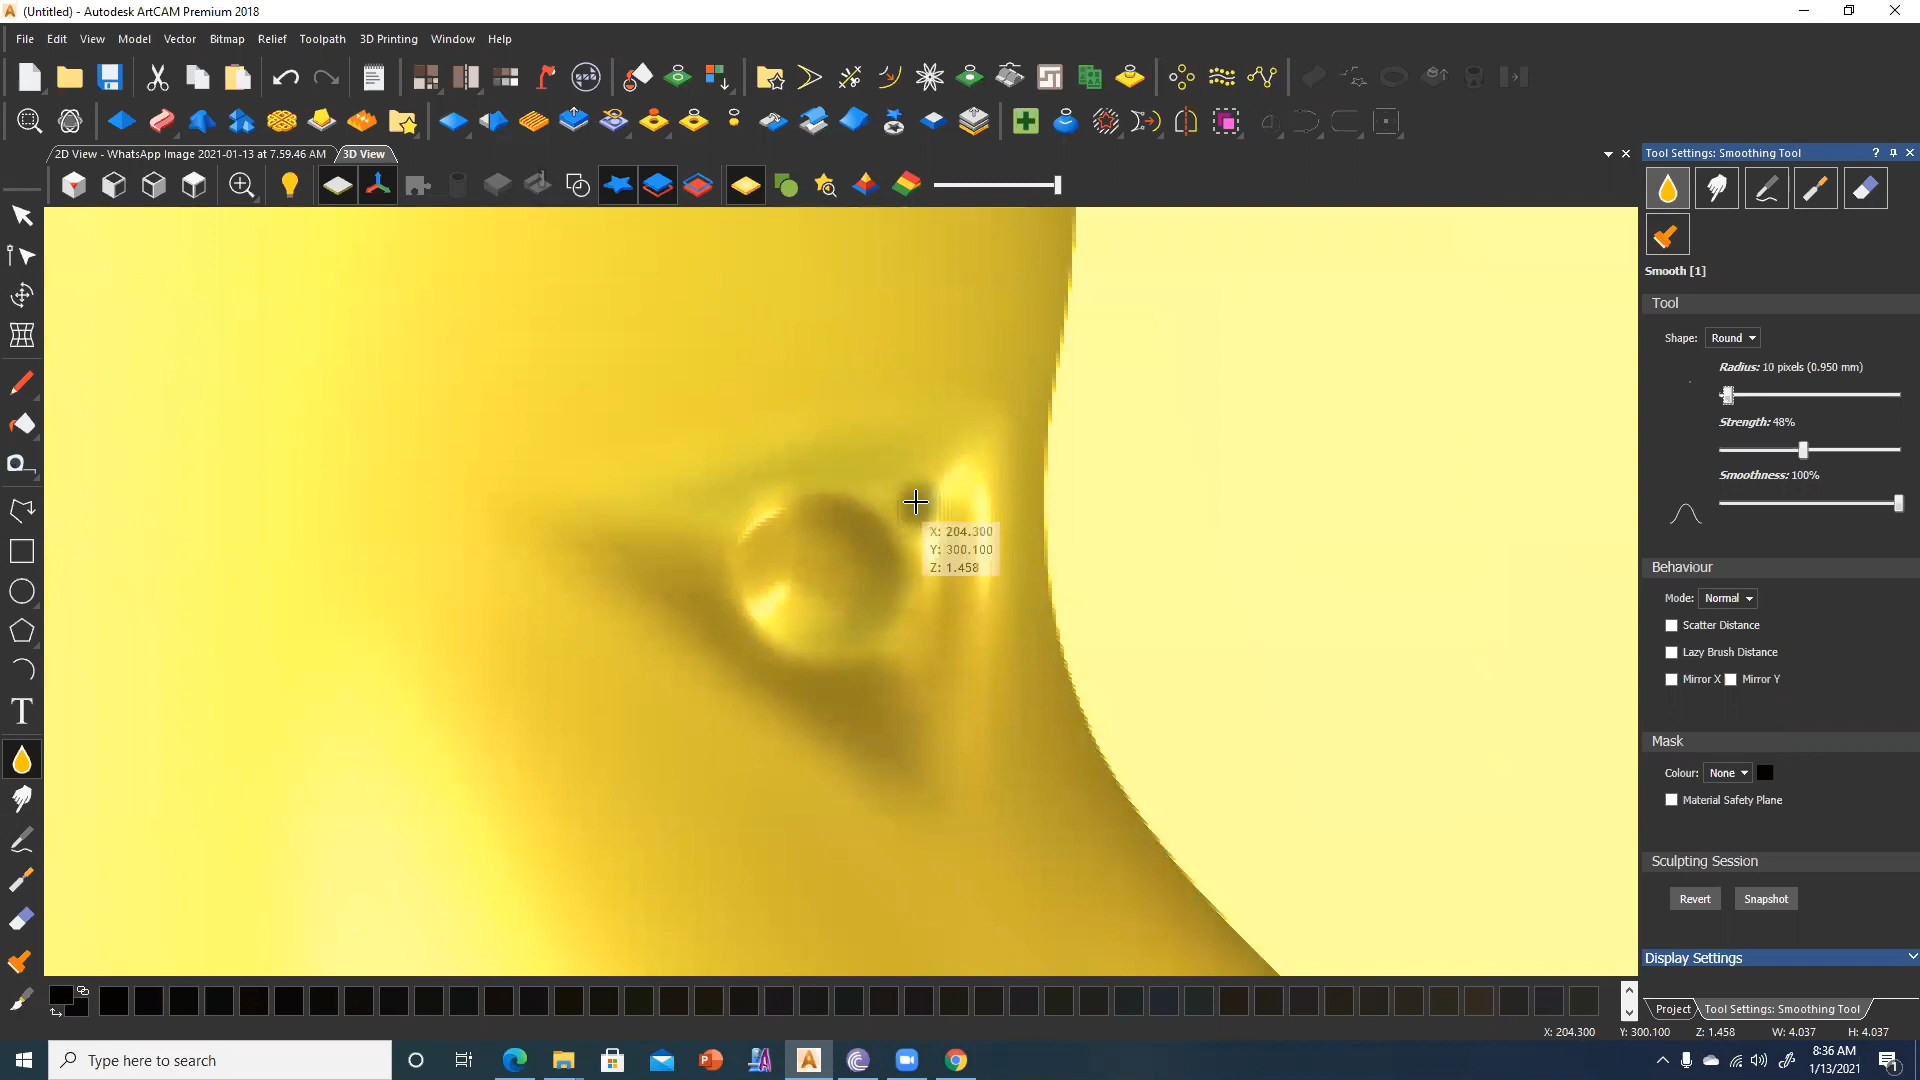 (Untitled) - Autodesk ArtCAM Premium 2018
File Edit View Model Vector Bitmap Relief Toolpath 3D Printing Window Help
2D View - WhatsApp Image 2021-01-13 at 7.59.46 AM 3D View
Tool Settings: Smoothing Tool
Smooth [1]
Tool
Shape: Round
Radius: 10 pixels (0.950 mm)
Strength: 48%
Smoothness: 100%
X: 204.300
Y: 300.100
Z: 1.458
Behaviour
Mode: Normal
Scatter Distance
Lazy Brush Distance
Mirror X Mirror Y
Mask
Colour: None
Material Safety Plane
Sculpting Session
Revert Snapshot
Display Settings
Project Tool Settings: Smoothing Tool
X: 204.300 Y: 300.100 Z: 1.458 W: 4.037 H: 4.037
Type here to search
8:36 AM
1/13/2021
1